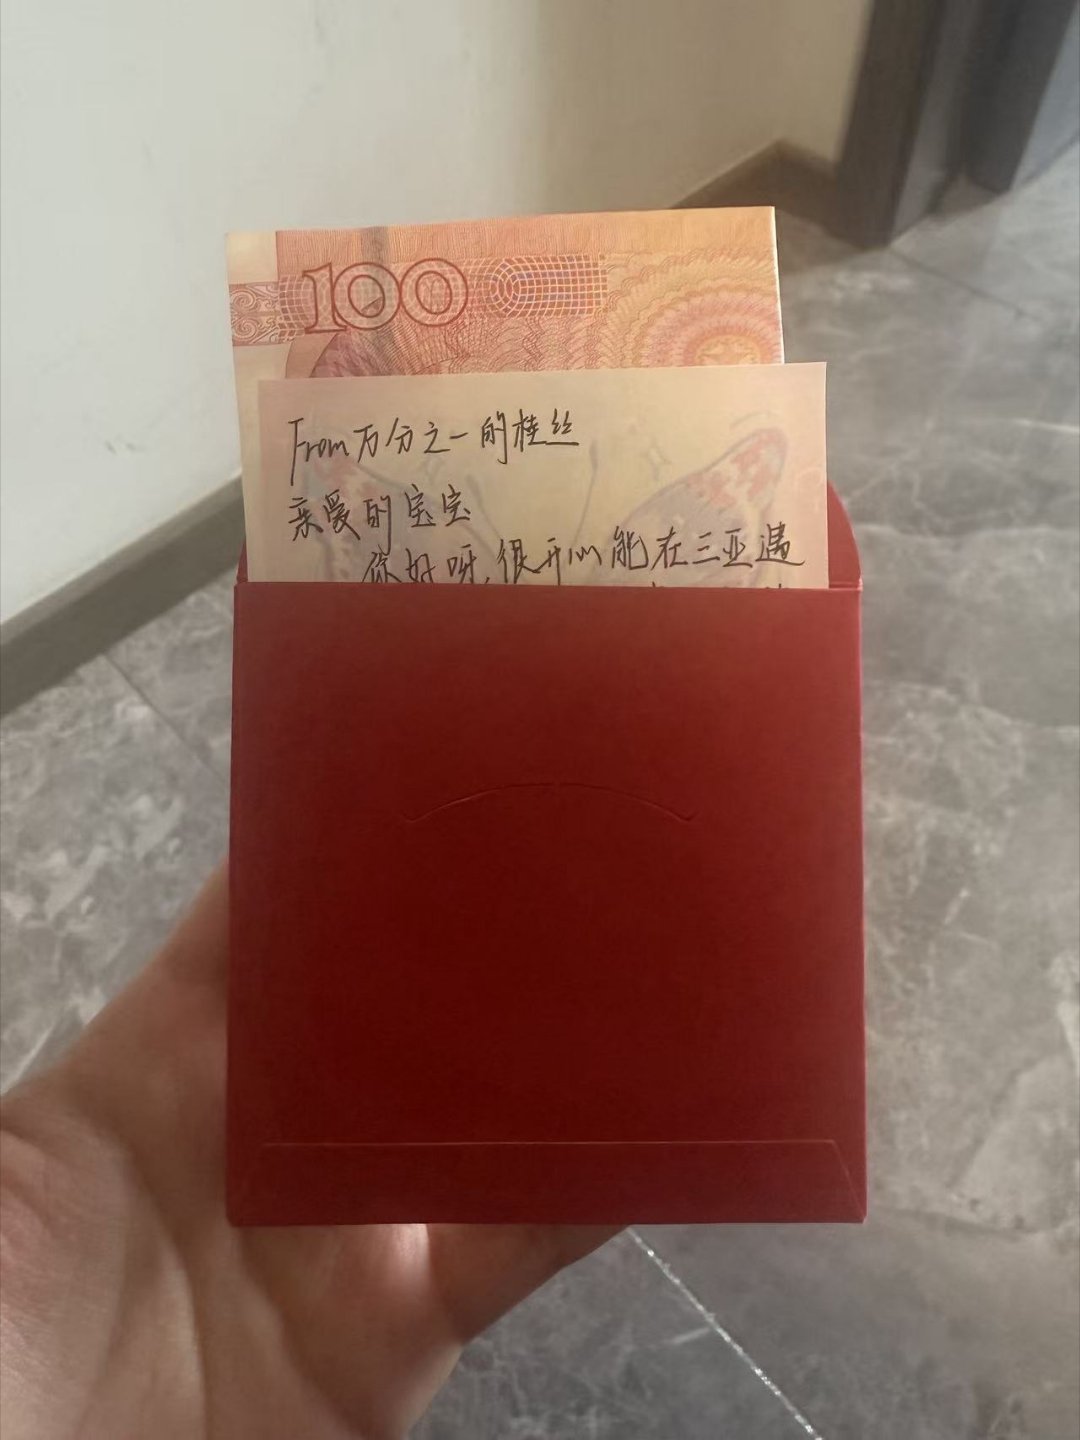 100
From万分之一的桂丝
亲爱的宝宝
你好呀,很开心能在三亚遇